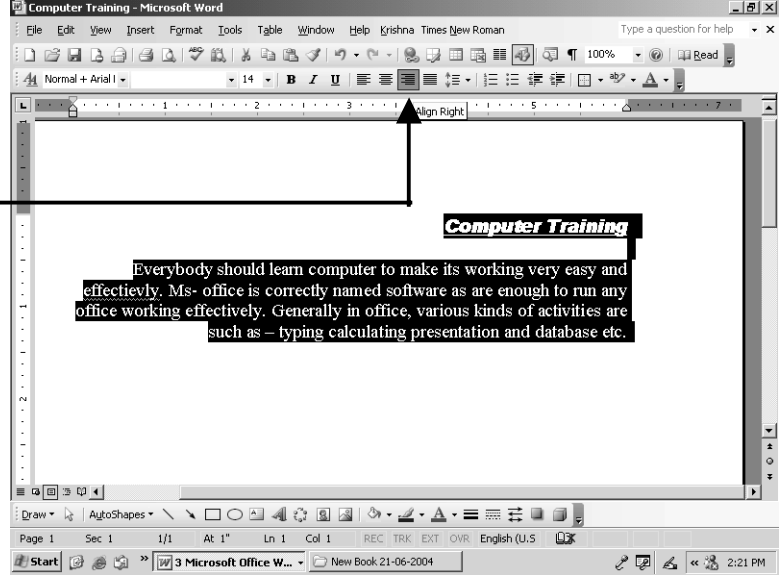 Computer Training - Microsoft Word
File Edit View Insert Format Tools Table Window Help Krishna Times New Roman Type a question for help
100% Read
Normal + Arial I 14 B I U
1 2 3 5 7
Align Right
Computer Training
Everybody should learn computer to make its working very easy and
effectievly. Ms- office is correctly named software as are enough to run any
office working effectively. Generally in office, various kinds of activities are
such as – typing calculating presentation and database etc.
Draw AutoShapes
Page 1 Sec 1 1/1 At 1" Ln 1 Col 1 REC TRK EXT OVR English (U.S
Start » 3 Microsoft Office W... New Book 21-06-2004 « 2:21 PM